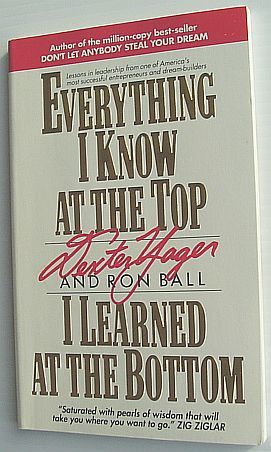 Author of the million-copy best-seller
DON'T LET ANYBODY STEAL YOUR DREAM
Lessons in leadership from one of America's
most successful entrepreneurs and dream-builders
EVERYTHING
I KNOW
AT THE TOP
Dexter Yager
AND RON BALL
I LEARNED
AT THE BOTTOM
"Saturated with pearls of wisdom that will
take you where you want to go." ZIG ZIGLAR